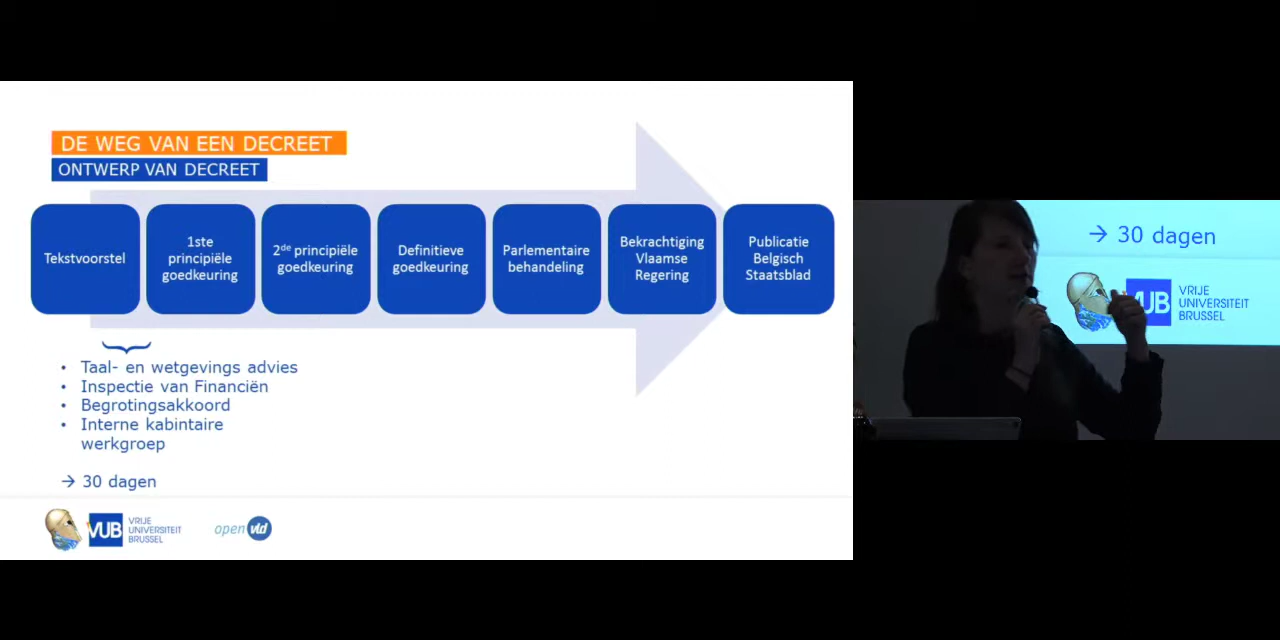 DE WEG VAN EEN DECREET
ONTWERP VAN DECREET
Tekstvoorstel
1ste
principiële
goedkeuring
2de principiële
goedkeuring
Definitieve
goedkeuring
Parlementaire
behandeling
Bekrachtiging
Vlaamse
Regering
Publicatie
Belgisch
Staatsblad
• Taal- en wetgevings advies
• Inspectie van Financiën
• Begrotingsakkoord
• Interne kabintaire
werkgroep
→ 30 dagen
VUB
VRIJE
UNIVERSITEIT
BRUSSEL
open vld
→ 30 dagen
VUB
VRIJE
UNIVERSITEIT
BRUSSEL